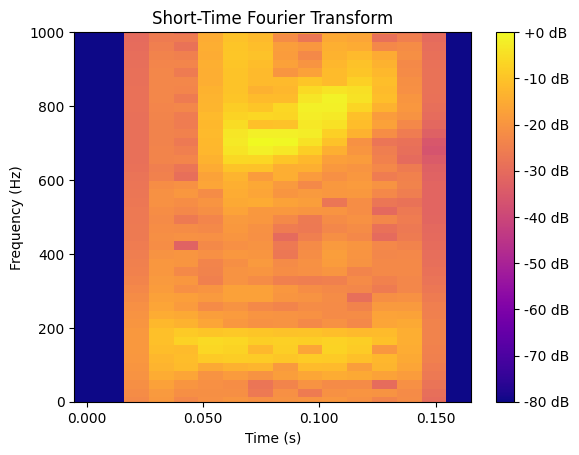 Short-Time Fourier Transform
1000
800
600
400
200
0
Frequency (Hz)
0.000
0.050
0.100
0.150
Time (s)
+0 dB
-10 dB
-20 dB
-30 dB
-40 dB
-50 dB
-60 dB
-70 dB
-80 dB